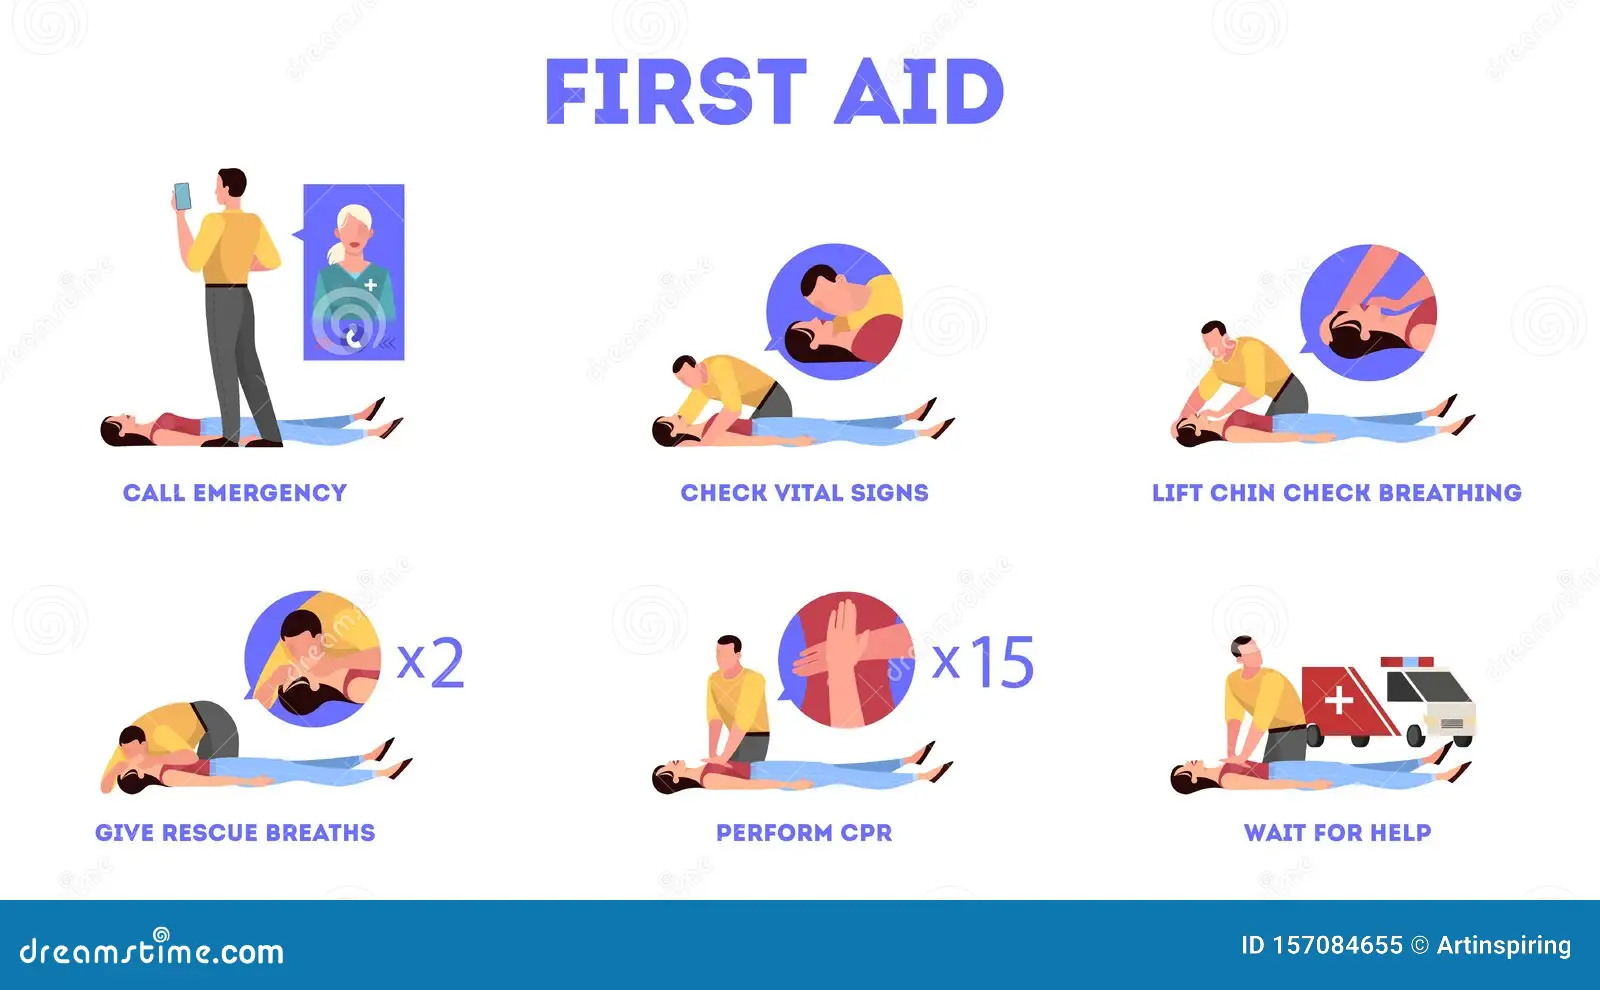 FIRST AID
CALL EMERGENCY
CHECK VITAL SIGNS
LIFT CHIN CHECK BREATHING
x2
x15
GIVE RESCUE BREATHS
PERFORM CPR
WAIT FOR HELP
dreamstime.com
ID 157084655 © Artinspiring